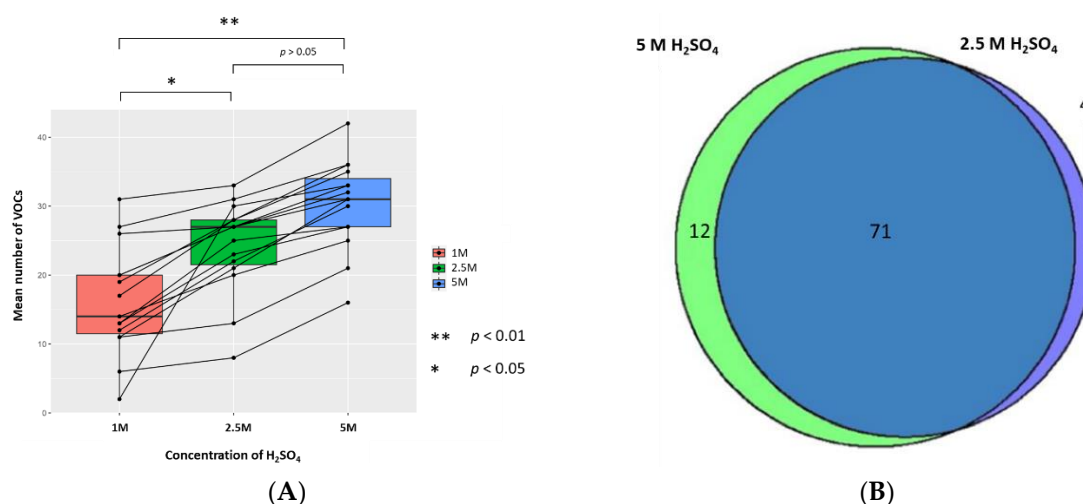 **
p > 0.05
*
Mean number of VOCs
40
30
20
10
0
1M
2.5M
5M
Concentration of H₂SO₄
1M
2.5M
5M
** p < 0.01
* p < 0.05
(A)
5 M H₂SO₄
2.5 M H₂SO₄
12
71
4
(B)